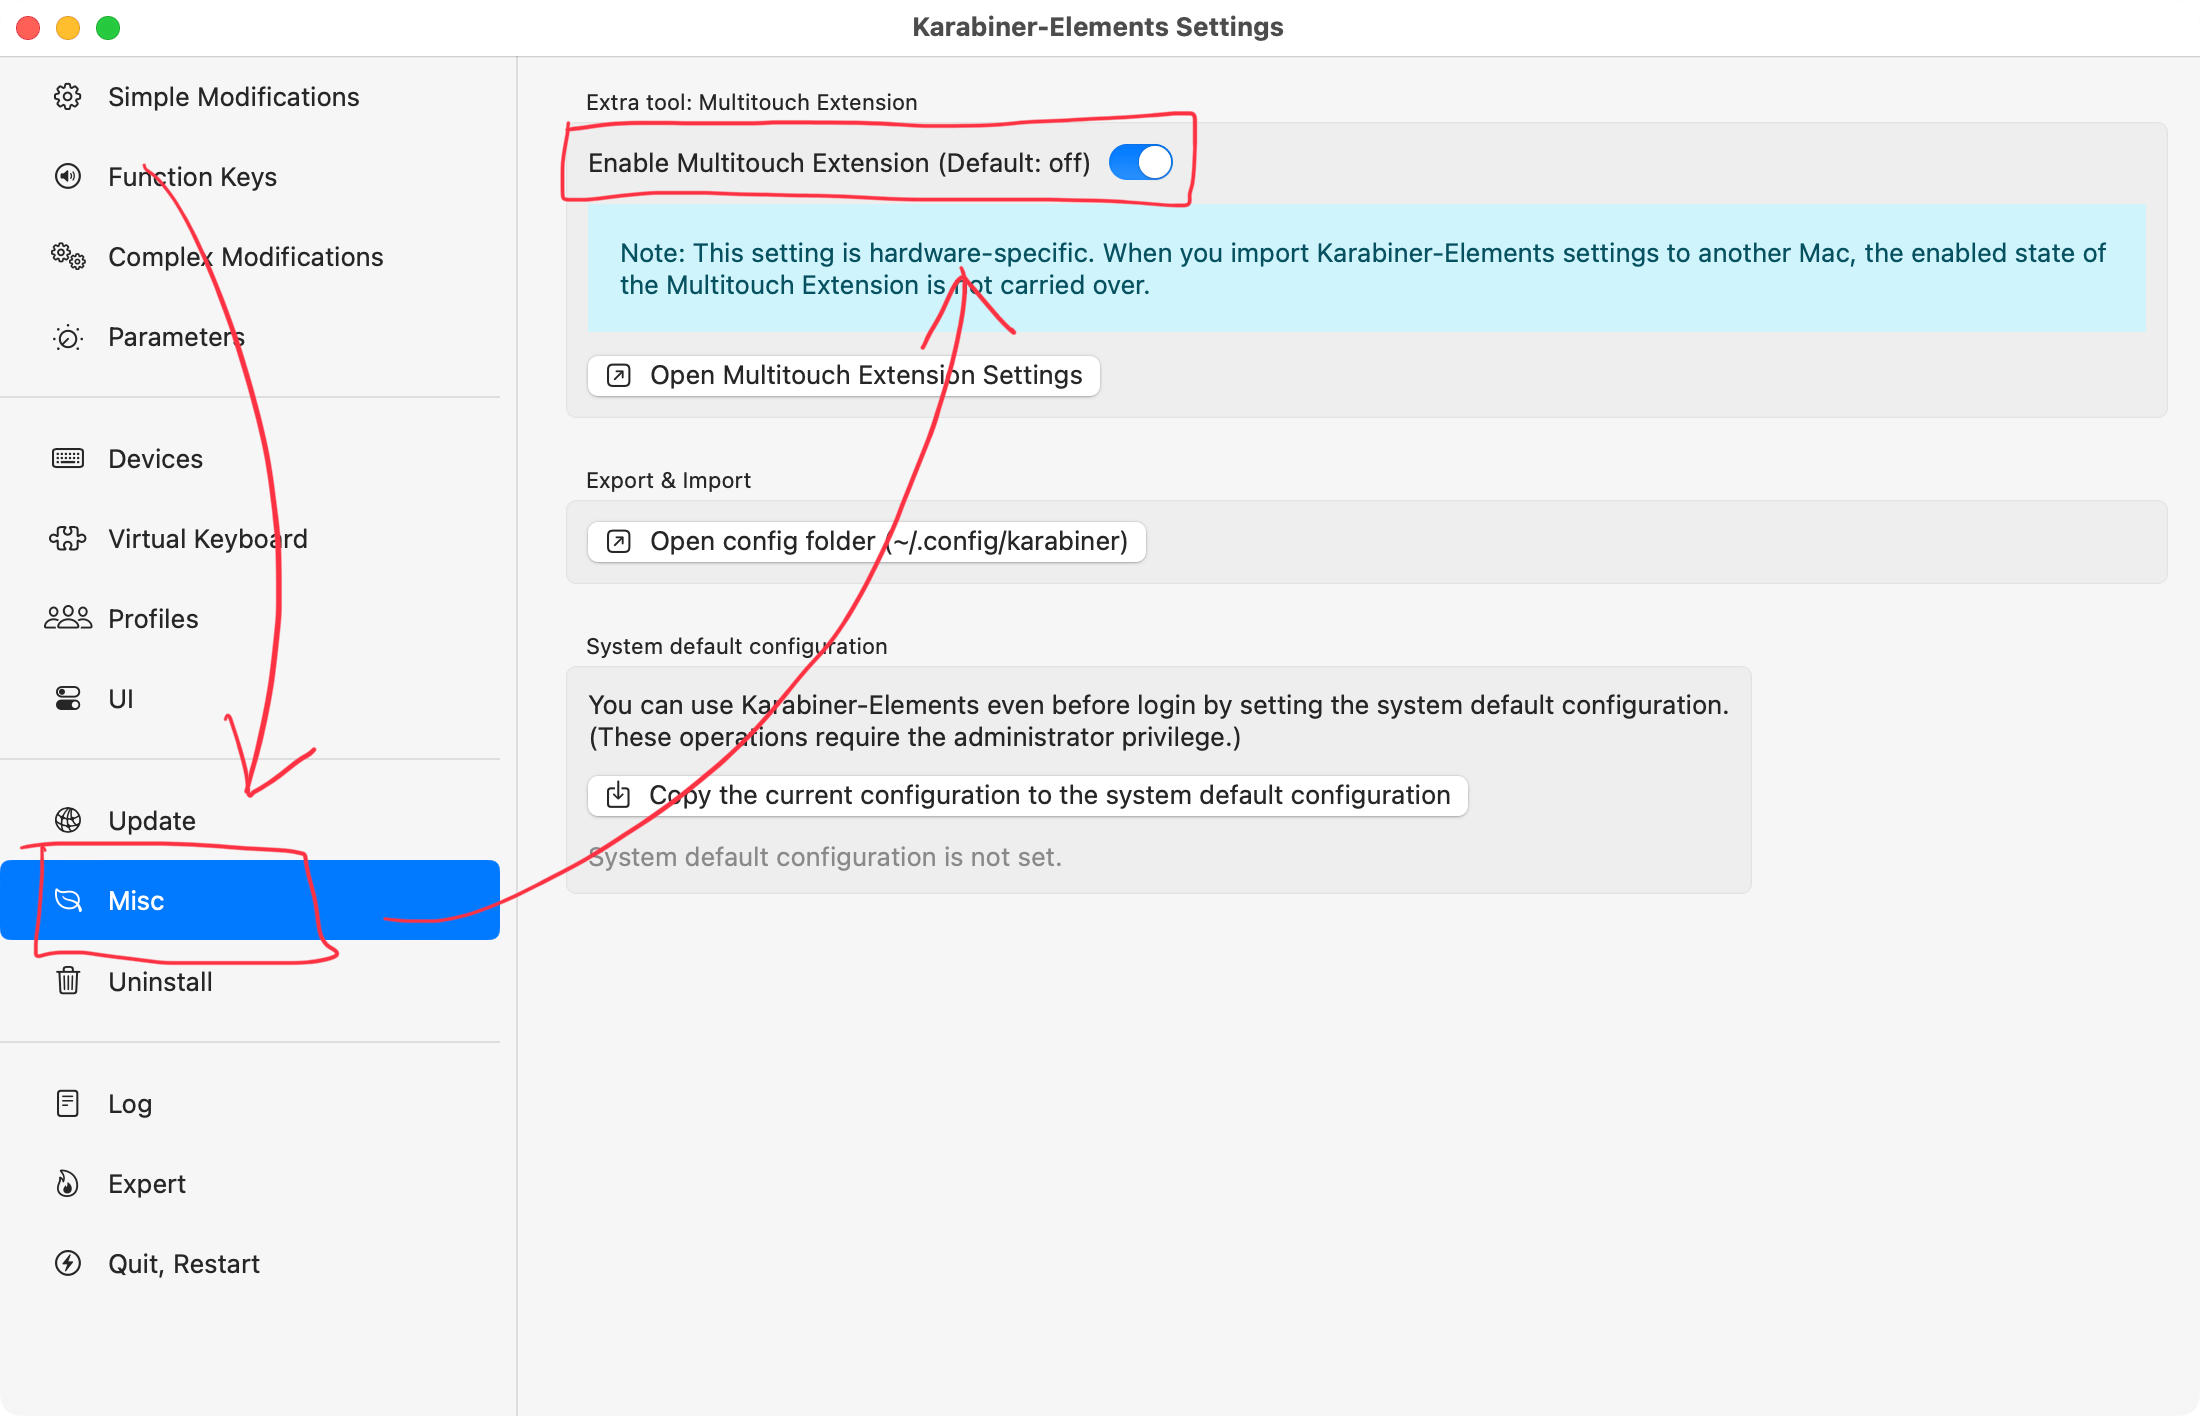 Karabiner-Elements Settings
Simple Modifications
Function Keys
Complex Modifications
Parameters
Devices
Virtual Keyboard
Profiles
UI
Update
Misc
Uninstall
Log
Expert
Quit, Restart
Extra tool: Multitouch Extension
Enable Multitouch Extension (Default: off)
Note: This setting is hardware-specific. When you import Karabiner-Elements settings to another Mac, the enabled state of
the Multitouch Extension is not carried over.
Open Multitouch Extension Settings
Export & Import
Open config folder (~/.config/karabiner)
System default configuration
You can use Karabiner-Elements even before login by setting the system default configuration.
(These operations require the administrator privilege.)
Copy the current configuration to the system default configuration
System default configuration is not set.